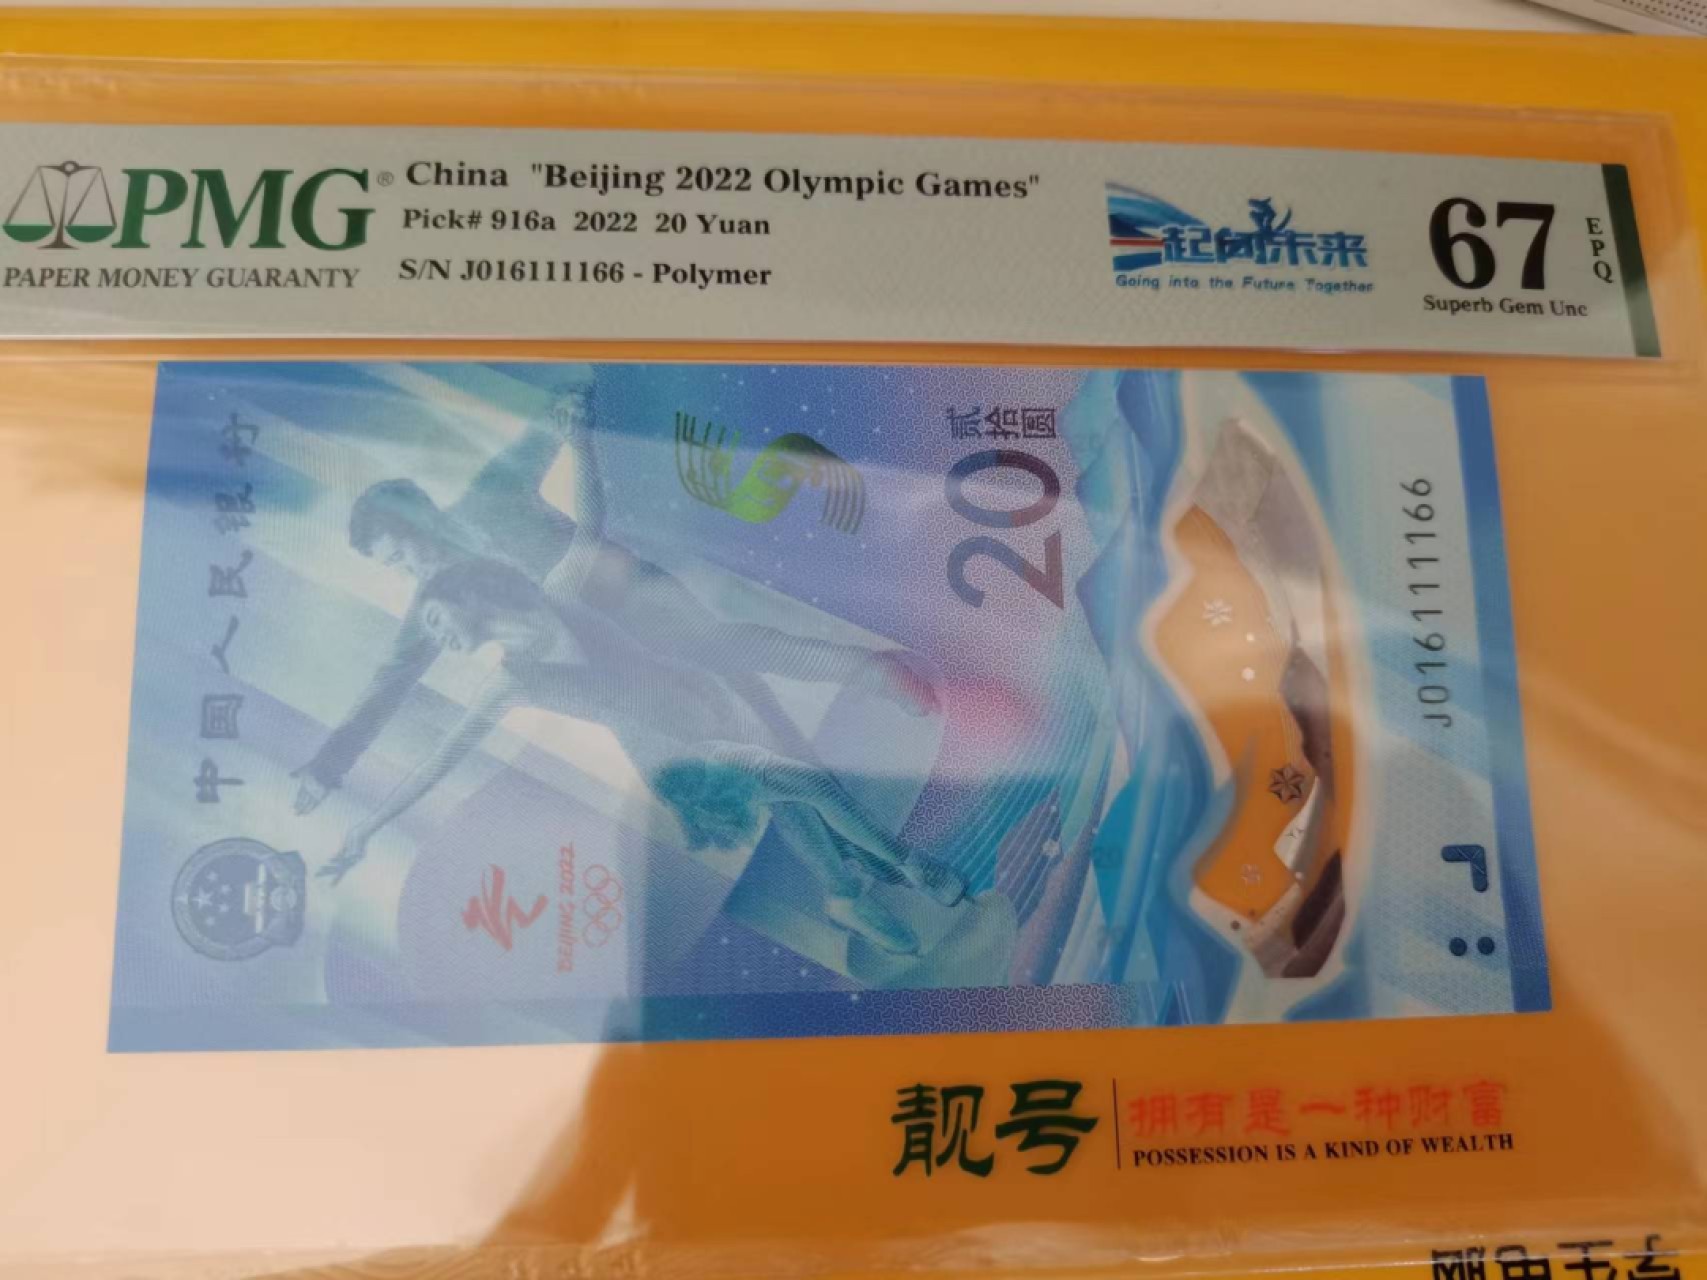 PMG®
PAPER MONEY GUARANTY
China "Beijing 2022 Olympic Games"
Pick# 916a 2022 20 Yuan
S/N J016111166 - Polymer
一起向未来
Going into the Future Together
67
EPQ
Superb Gem Unc
中国人民银行
贰拾圆
20
J016111166
BEIJING 2022
靓号
拥有是一种财富
POSSESSION IS A KIND OF WEALTH